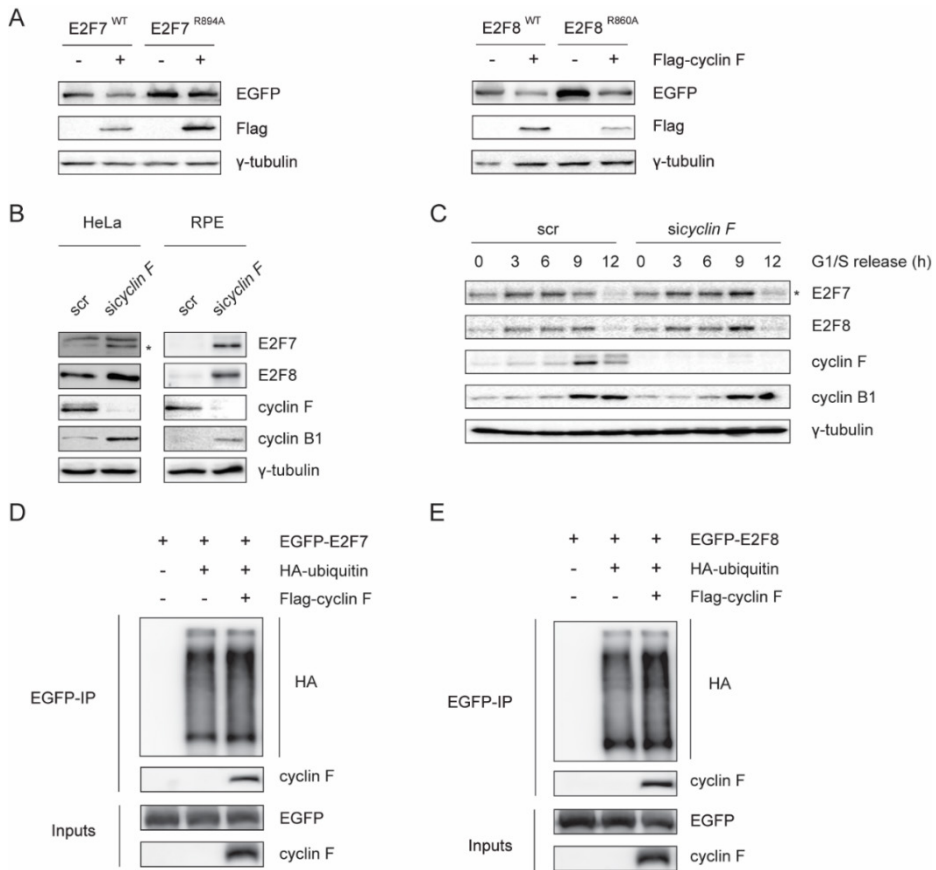 A
E2F7 WT E2F7 R894A
- + - +
EGFP
Flag
γ-tubulin
E2F8 WT E2F8 R860A
- + - + Flag-cyclin F
EGFP
Flag
γ-tubulin
B
HeLa RPE
scr sicyclin F scr sicyclin F
* E2F7
E2F8
cyclin F
cyclin B1
γ-tubulin
C
scr sicyclin F
0 3 6 9 12 0 3 6 9 12 G1/S release (h)
* E2F7
E2F8
cyclin F
cyclin B1
γ-tubulin
D
+ + + EGFP-E2F7
- + + HA-ubiquitin
- - + Flag-cyclin F
EGFP-IP HA
cyclin F
Inputs EGFP
cyclin F
E
+ + + EGFP-E2F8
- + + HA-ubiquitin
- - + Flag-cyclin F
EGFP-IP HA
cyclin F
Inputs EGFP
cyclin F